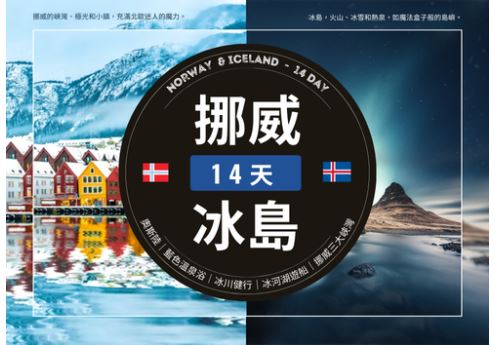 挪威的峽灣、極光和小鎮，充滿北歐迷人的魔力。
冰島，火山、冰雪和熱泉，如魔法盒子般的島嶼。
NORWAY & ICELAND - 14 DAY
挪威
14天
冰島
奧斯陸｜藍色溫泉浴｜冰川健行｜冰河湖遊船｜挪威三大峽灣